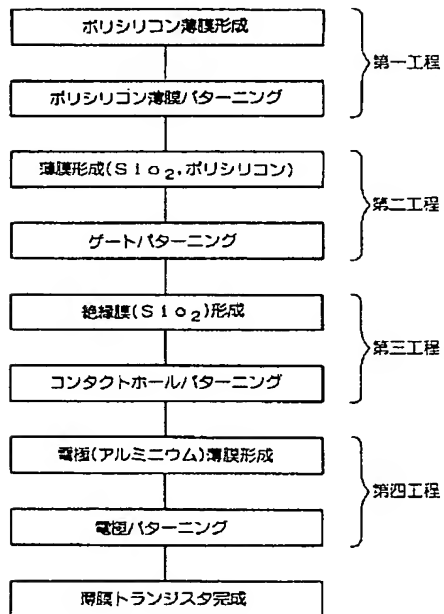 ポリシリコン薄膜形成
ポリシリコン薄膜パターニング
第一工程
薄膜形成(Sio₂,ポリシリコン)
ゲートパターニング
第二工程
絶縁膜(Sio₂)形成
コンタクトホールパターニング
第三工程
電極(アルミニウム)薄膜形成
電極パターニング
第四工程
薄膜トランジスタ完成